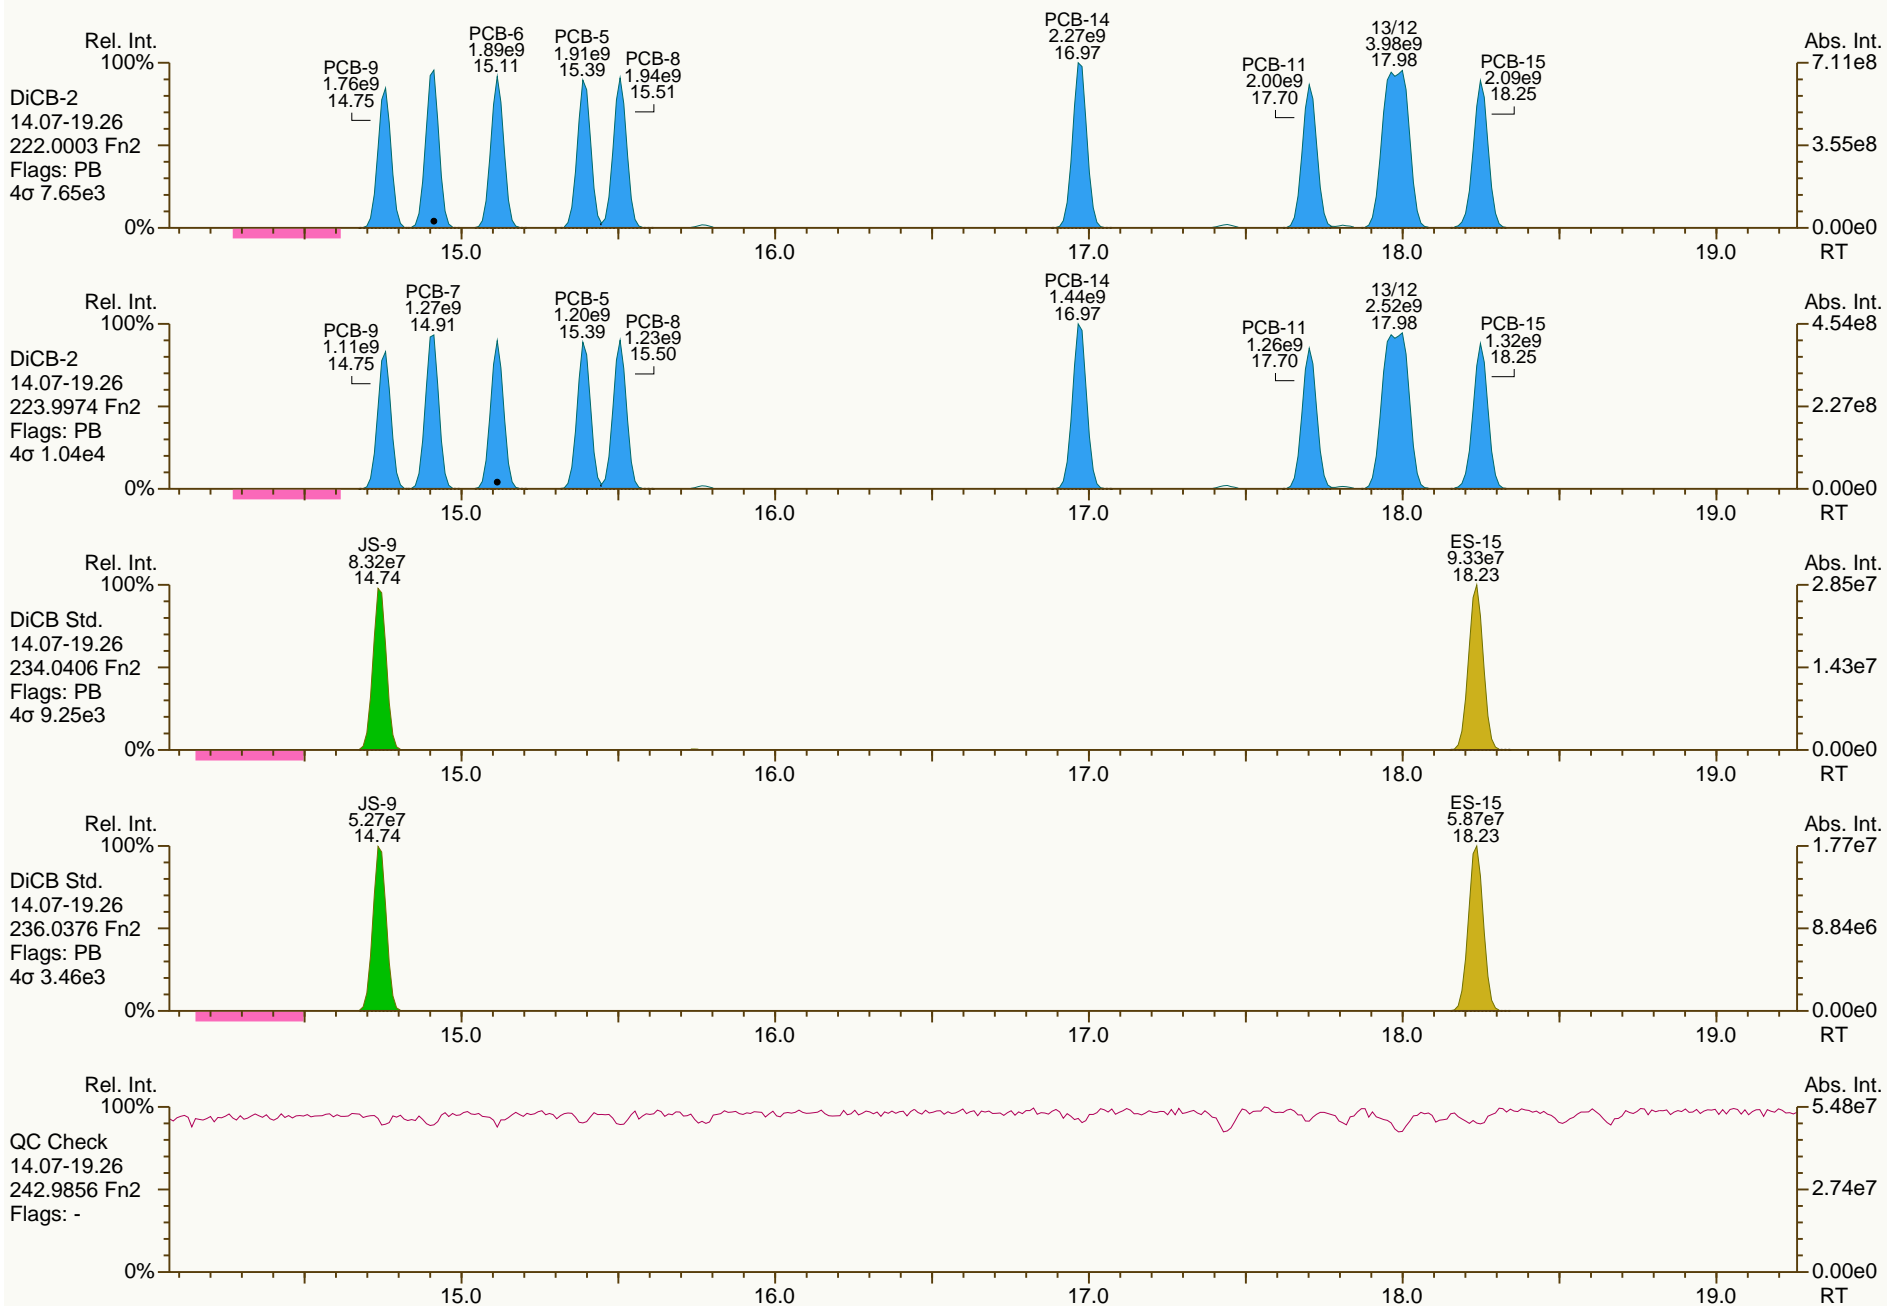 Rel. Int.
100%
0%
DiCB-2
14.07-19.26
222.0003 Fn2
Flags: PB
4σ 7.65e3
PCB-9
1.76e9
14.75
PCB-6
1.89e9
15.11
PCB-5
1.91e9
15.39
PCB-8
1.94e9
15.51
PCB-14
2.27e9
16.97
PCB-11
2.00e9
17.70
13/12
3.98e9
17.98
PCB-15
2.09e9
18.25
Abs. Int.
7.11e8
3.55e8
0.00e0
15.0 16.0 17.0 18.0 19.0 RT
Rel. Int.
100%
0%
DiCB-2
14.07-19.26
223.9974 Fn2
Flags: PB
4σ 1.04e4
PCB-9
1.11e9
14.75
PCB-7
1.27e9
14.91
PCB-5
1.20e9
15.39
PCB-8
1.23e9
15.50
PCB-14
1.44e9
16.97
PCB-11
1.26e9
17.70
13/12
2.52e9
17.98
PCB-15
1.32e9
18.25
Abs. Int.
4.54e8
2.27e8
0.00e0
15.0 16.0 17.0 18.0 19.0 RT
Rel. Int.
100%
0%
DiCB Std.
14.07-19.26
234.0406 Fn2
Flags: PB
4σ 9.25e3
JS-9
8.32e7
14.74
ES-15
9.33e7
18.23
Abs. Int.
2.85e7
1.43e7
0.00e0
15.0 16.0 17.0 18.0 19.0 RT
Rel. Int.
100%
0%
DiCB Std.
14.07-19.26
236.0376 Fn2
Flags: PB
4σ 3.46e3
JS-9
5.27e7
14.74
ES-15
5.87e7
18.23
Abs. Int.
1.77e7
8.84e6
0.00e0
15.0 16.0 17.0 18.0 19.0 RT
Rel. Int.
100%
0%
QC Check
14.07-19.26
242.9856 Fn2
Flags: -
Abs. Int.
5.48e7
2.74e7
0.00e0
15.0 16.0 17.0 18.0 19.0 RT